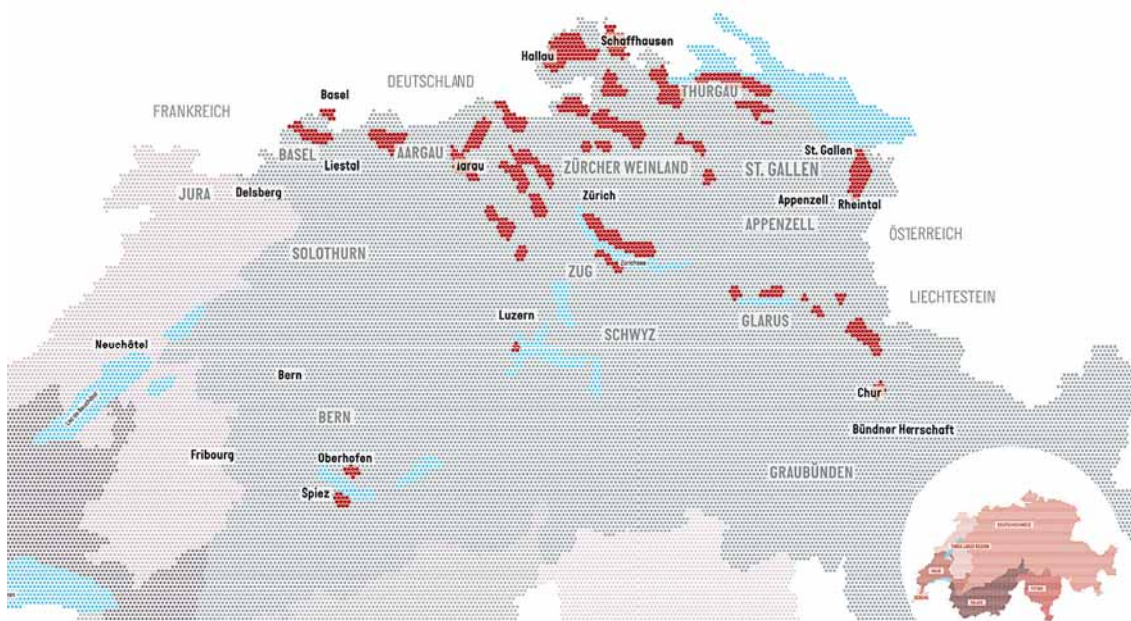 Schaffhausen
Hallau
DEUTSCHLAND
THURGAU
Basel
FRANKREICH
BASEL
AARGAU
Liestal
ZÜRCHER WEINLAND
ST. GALLEN
St. Gallen
JURA
Delsberg
Zürich
Appenzell
Rheintal
APPENZELL
ÖSTERREICH
SOLOTHURN
Zürichsee
ZUG
LIECHTESTEIN
Luzern
SCHWYZ
GLARUS
Neuchâtel
Bern
Chur
BERN
Bündner Herrschaft
Fribourg
Oberhofen
GRAUBÜNDEN
Spiez
DEUTSCHSCHWEIZ